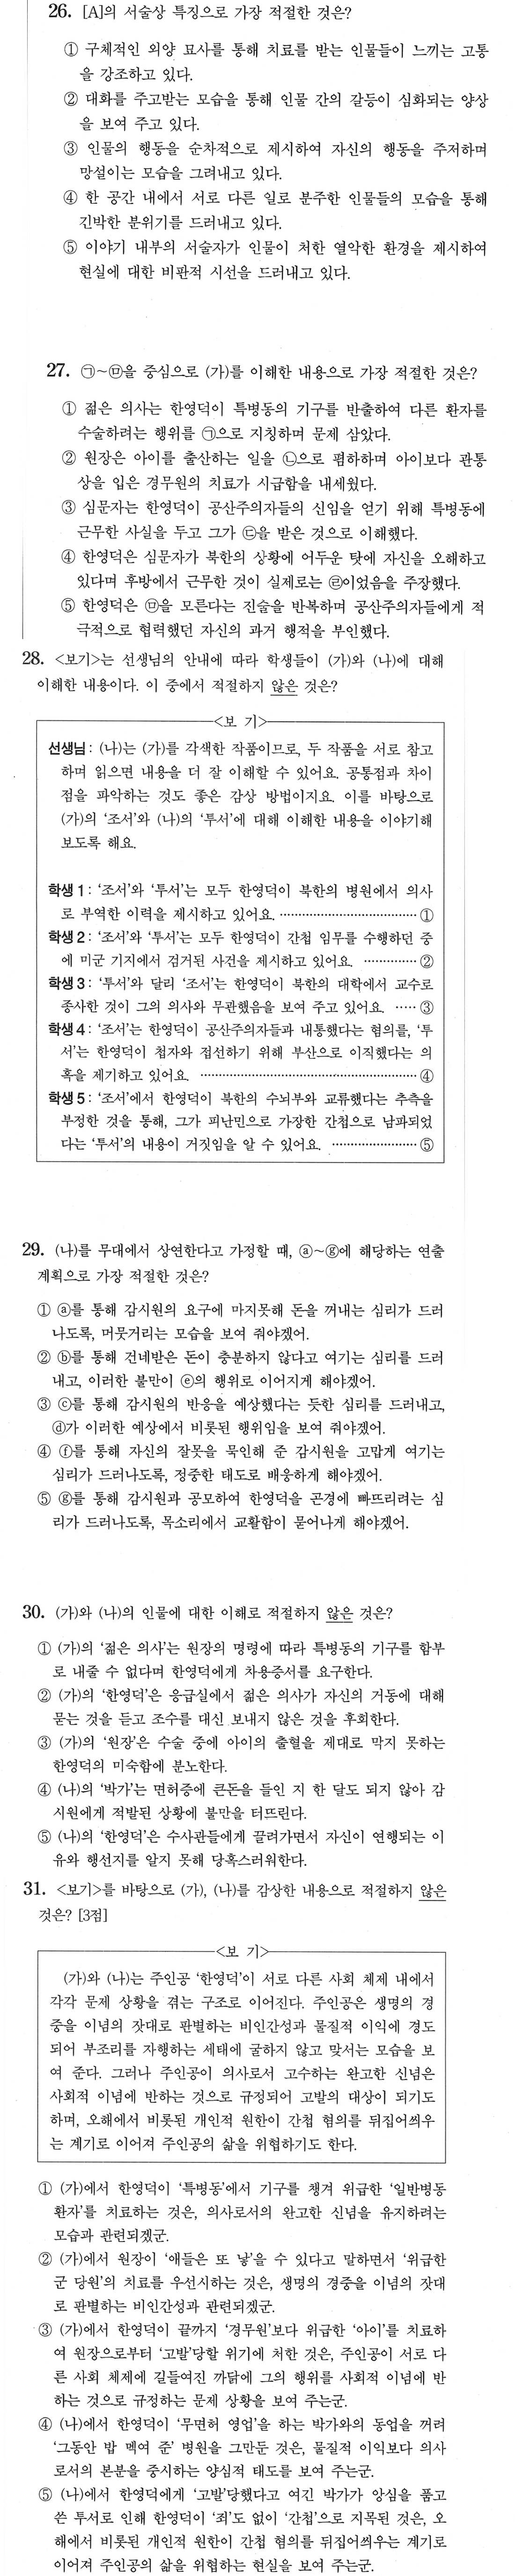 26. [A]의 서술상 특징으로 가장 적절한 것은?
① 구체적인 외양 묘사를 통해 치료를 받는 인물들이 느끼는 고통
을 강조하고 있다.
② 대화를 주고받는 모습을 통해 인물 간의 갈등이 심화되는 양상
을 보여 주고 있다.
③ 인물의 행동을 순차적으로 제시하여 자신의 행동을 주저하며
망설이는 모습을 그려내고 있다.
④ 한 공간 내에서 서로 다른 일로 분주한 인물들의 모습을 통해
긴박한 분위기를 드러내고 있다.
⑤ 이야기 내부의 서술자가 인물이 처한 열악한 환경을 제시하여
현실에 대한 비판적 시선을 드러내고 있다.
27. ㉠~㉤을 중심으로 (가)를 이해한 내용으로 가장 적절한 것은?
① 젊은 의사는 한영덕이 특병동의 기구를 반출하여 다른 환자를
수술하려는 행위를 ㉠으로 지칭하며 문제 삼았다.
② 원장은 아이를 출산하는 일을 ㉡으로 폄하하며 아이보다 관통
상을 입은 경무원의 치료가 시급함을 내세웠다.
③ 심문자는 한영덕이 공산주의자들의 신임을 얻기 위해 특병동에
근무한 사실을 두고 그가 ㉢을 받은 것으로 이해했다.
④ 한영덕은 심문자가 북한의 상황에 어두운 탓에 자신을 오해하고
있다며 후방에서 근무한 것이 실제로는 ㉣이었음을 주장했다.
⑤ 한영덕은 ㉤을 모른다는 진술을 반복하며 공산주의자들에게 적
극적으로 협력했던 자신의 과거 행적을 부인했다.
28. <보기>는 선생님의 안내에 따라 학생들이 (가)와 (나)에 대해
이해한 내용이다. 이 중에서 적절하지 않은 것은?
<보 기>
선생님: (나)는 (가)를 각색한 작품이므로, 두 작품을 서로 참고
하며 읽으면 내용을 더 잘 이해할 수 있어요. 공통점과 차이
점을 파악하는 것도 좋은 감상 방법이지요. 이를 바탕으로
(가)의 '조서'와 (나)의 '투서'에 대해 이해한 내용을 이야기해
보도록 해요.
학생 1: '조서'와 '투서'는 모두 한영덕이 북한의 병원에서 의사
로 부역한 이력을 제시하고 있어요. ····· ①
학생 2: '조서'와 '투서'는 모두 한영덕이 간첩 임무를 수행하던 중
에 미군 기지에서 검거된 사건을 제시하고 있어요. ····· ②
학생 3: '투서'와 달리 '조서'는 한영덕이 북한의 대학에서 교수로
종사한 것이 그의 의사와 무관했음을 보여 주고 있어요. ····· ③
학생 4: '조서'는 한영덕이 공산주의자들과 내통했다는 혐의를, '투
서'는 한영덕이 첩자와 접선하기 위해 부산으로 이직했다는 의
혹을 제기하고 있어요. ····· ④
학생 5: '조서'에서 한영덕이 북한의 수뇌부와 교류했다는 추측을
부정한 것을 통해, 그가 피난민으로 가장한 간첩으로 남파되었
다는 '투서'의 내용이 거짓임을 알 수 있어요. ····· ⑤
29. (나)를 무대에서 상연한다고 가정할 때, ⓐ~ⓖ에 해당하는 연출
계획으로 가장 적절한 것은?
① ⓐ를 통해 감시원의 요구에 마지못해 돈을 꺼내는 심리가 드러
나도록, 머뭇거리는 모습을 보여 줘야겠어.
② ⓑ를 통해 건네받은 돈이 충분하지 않다고 여기는 심리를 드러
내고, 이러한 불만이 ⓔ의 행위로 이어지게 해야겠어.
③ ⓒ를 통해 감시원의 반응을 예상했다는 듯한 심리를 드러내고,
ⓓ가 이러한 예상에서 비롯된 행위임을 보여 줘야겠어.
④ ⓕ를 통해 자신의 잘못을 묵인해 준 감시원을 고맙게 여기는
심리가 드러나도록, 정중한 태도로 배웅하게 해야겠어.
⑤ ⓖ를 통해 감시원과 공모하여 한영덕을 곤경에 빠뜨리려는 심
리가 드러나도록, 목소리에서 교활함이 묻어나게 해야겠어.
30. (가)와 (나)의 인물에 대한 이해로 적절하지 않은 것은?
① (가)의 '젊은 의사'는 원장의 명령에 따라 특병동의 기구를 함부
로 내줄 수 없다며 한영덕에게 차용증서를 요구한다.
② (가)의 '한영덕'은 응급실에서 젊은 의사가 자신의 거동에 대해
묻는 것을 듣고 조수를 대신 보내지 않은 것을 후회한다.
③ (가)의 '원장'은 수술 중에 아이의 출혈을 제대로 막지 못하는
한영덕의 미숙함에 분노한다.
④ (나)의 '박가'는 면허증에 큰돈을 들인 지 한 달도 되지 않아 감
시원에게 적발된 상황에 불만을 터뜨린다.
⑤ (나)의 '한영덕'은 수사관들에게 끌려가면서 자신이 연행되는 이
유와 행선지를 알지 못해 당혹스러워한다.
31. <보기>를 바탕으로 (가), (나)를 감상한 내용으로 적절하지 않은
것은? [3점]
<보 기>
(가)와 (나)는 주인공 '한영덕'이 서로 다른 사회 체제 내에서
각각 문제 상황을 겪는 구조로 이어진다. 주인공은 생명의 경
중을 이념의 잣대로 판별하는 비인간성과 물질적 이익에 경도
되어 부조리를 자행하는 세태에 굴하지 않고 맞서는 모습을 보
여 준다. 그러나 주인공이 의사로서 고수하는 완고한 신념은
사회적 이념에 반하는 것으로 규정되어 고발의 대상이 되기도
하며, 오해에서 비롯된 개인적 원한이 간첩 혐의를 뒤집어씌우
는 계기로 이어져 주인공의 삶을 위협하기도 한다.
① (가)에서 한영덕이 '특병동'에서 기구를 챙겨 위급한 '일반병동
환자'를 치료하는 것은, 의사로서의 완고한 신념을 유지하려는
모습과 관련되겠군.
② (가)에서 원장이 '애들은 또 낳'을 수 있다고 말하면서 '위급한
군 당원'의 치료를 우선시하는 것은, 생명의 경중을 이념의 잣대
로 판별하는 비인간성과 관련되겠군.
③ (가)에서 한영덕이 끝까지 '경무원'보다 위급한 '아이'를 치료하
여 원장으로부터 '고발'당할 위기에 처한 것은, 주인공이 서로 다
른 사회 체제에 길들여진 까닭에 그의 행위를 사회적 이념에 반
하는 것으로 규정하는 문제 상황을 보여 주는군.
④ (나)에서 한영덕이 '무면허 영업'을 하는 박가와의 동업을 꺼려
'그동안 밥 멕여 준' 병원을 그만둔 것은, 물질적 이익보다 의사
로서의 본분을 중시하는 양심적 태도를 보여 주는군.
⑤ (나)에서 한영덕에게 '고발'당했다고 여긴 박가가 앙심을 품고
쓴 투서로 인해 한영덕이 '죄'도 없이 '간첩'으로 지목된 것은, 오
해에서 비롯된 개인적 원한이 간첩 혐의를 뒤집어씌우는 계기로
이어져 주인공의 삶을 위협하는 현실을 보여 주는군.